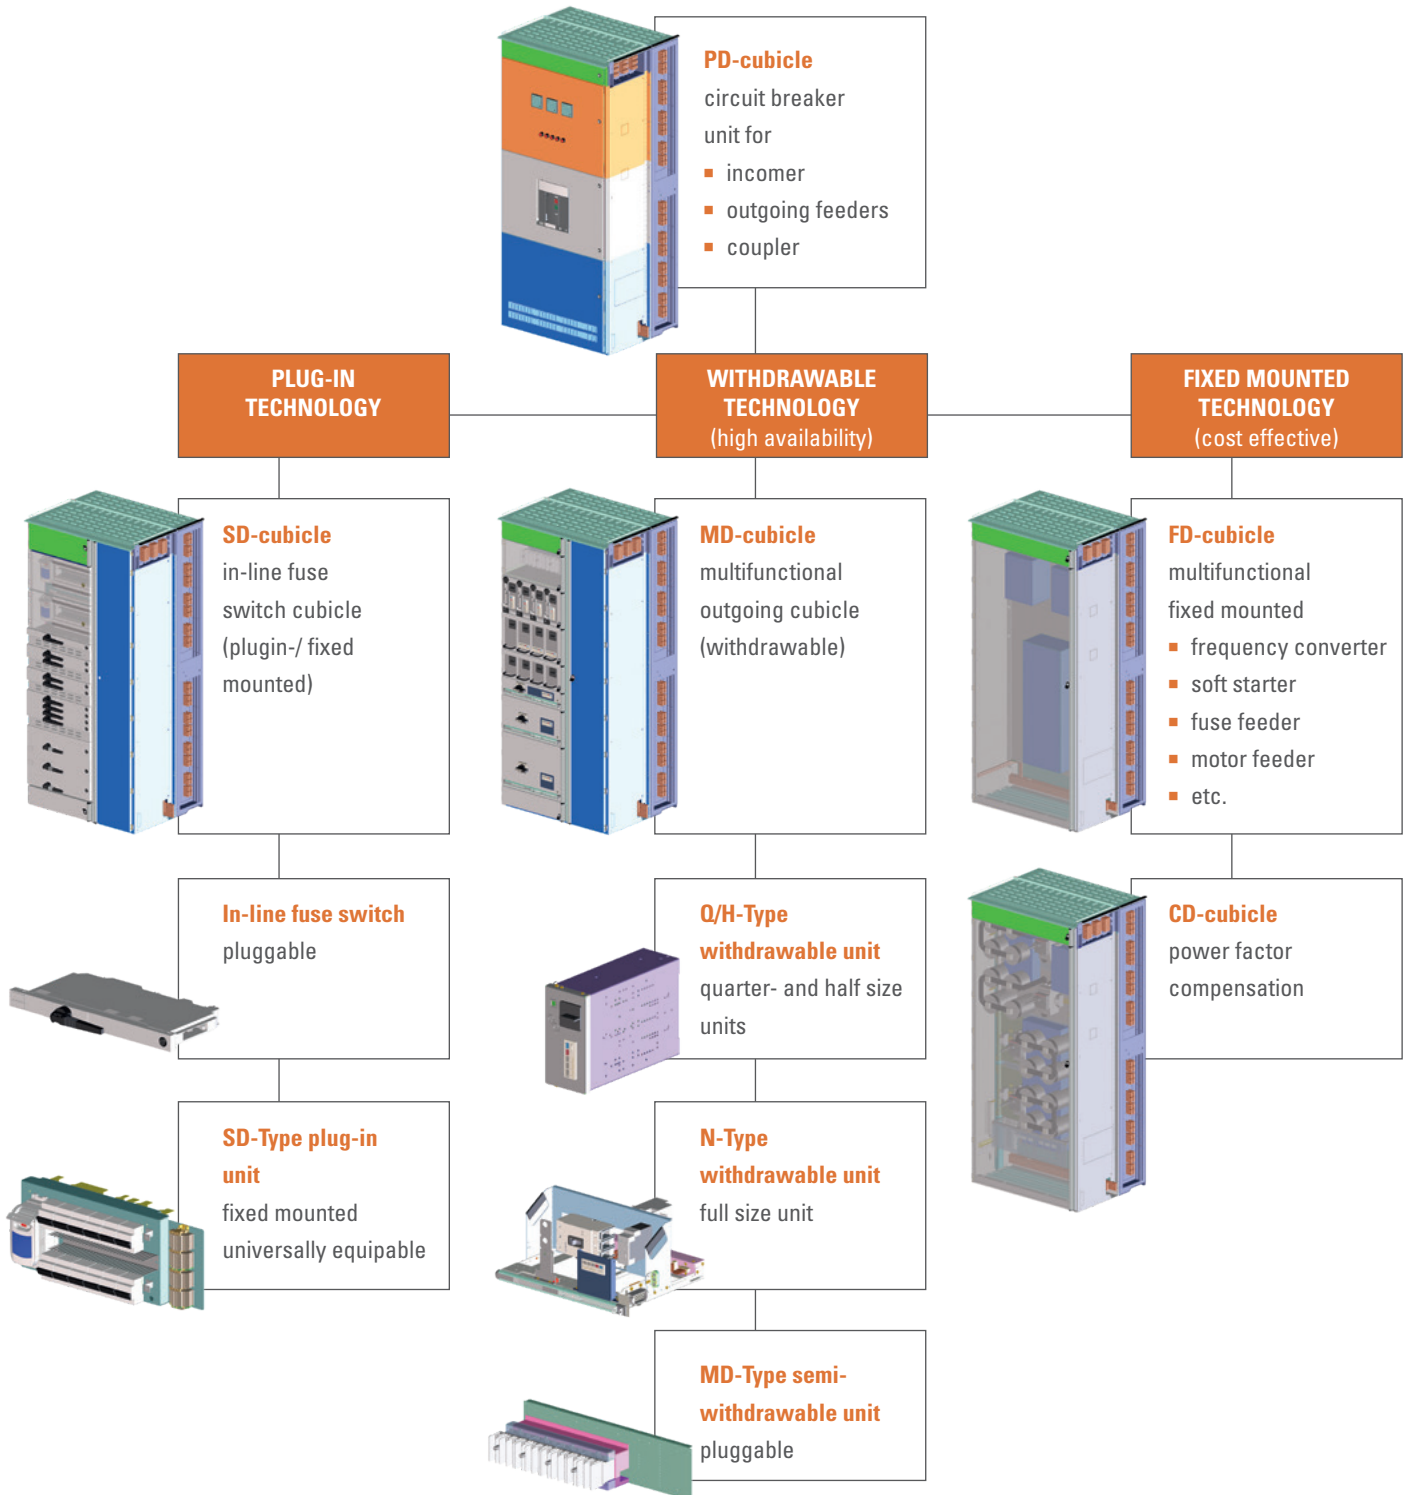 PD-cubicle
circuit breaker
unit for
▪ incomer
▪ outgoing feeders
▪ coupler
PLUG-IN
TECHNOLOGY
WITHDRAWABLE
TECHNOLOGY
(high availability)
FIXED MOUNTED
TECHNOLOGY
(cost effective)
SD-cubicle
in-line fuse
switch cubicle
(plugin-/ fixed
mounted)
MD-cubicle
multifunctional
outgoing cubicle
(withdrawable)
FD-cubicle
multifunctional
fixed mounted
▪ frequency converter
▪ soft starter
▪ fuse feeder
▪ motor feeder
▪ etc.
In-line fuse switch
pluggable
Q/H-Type
withdrawable unit
quarter- and half size
units
CD-cubicle
power factor
compensation
SD-Type plug-in
unit
fixed mounted
universally equipable
N-Type
withdrawable unit
full size unit
MD-Type semi-
withdrawable unit
pluggable